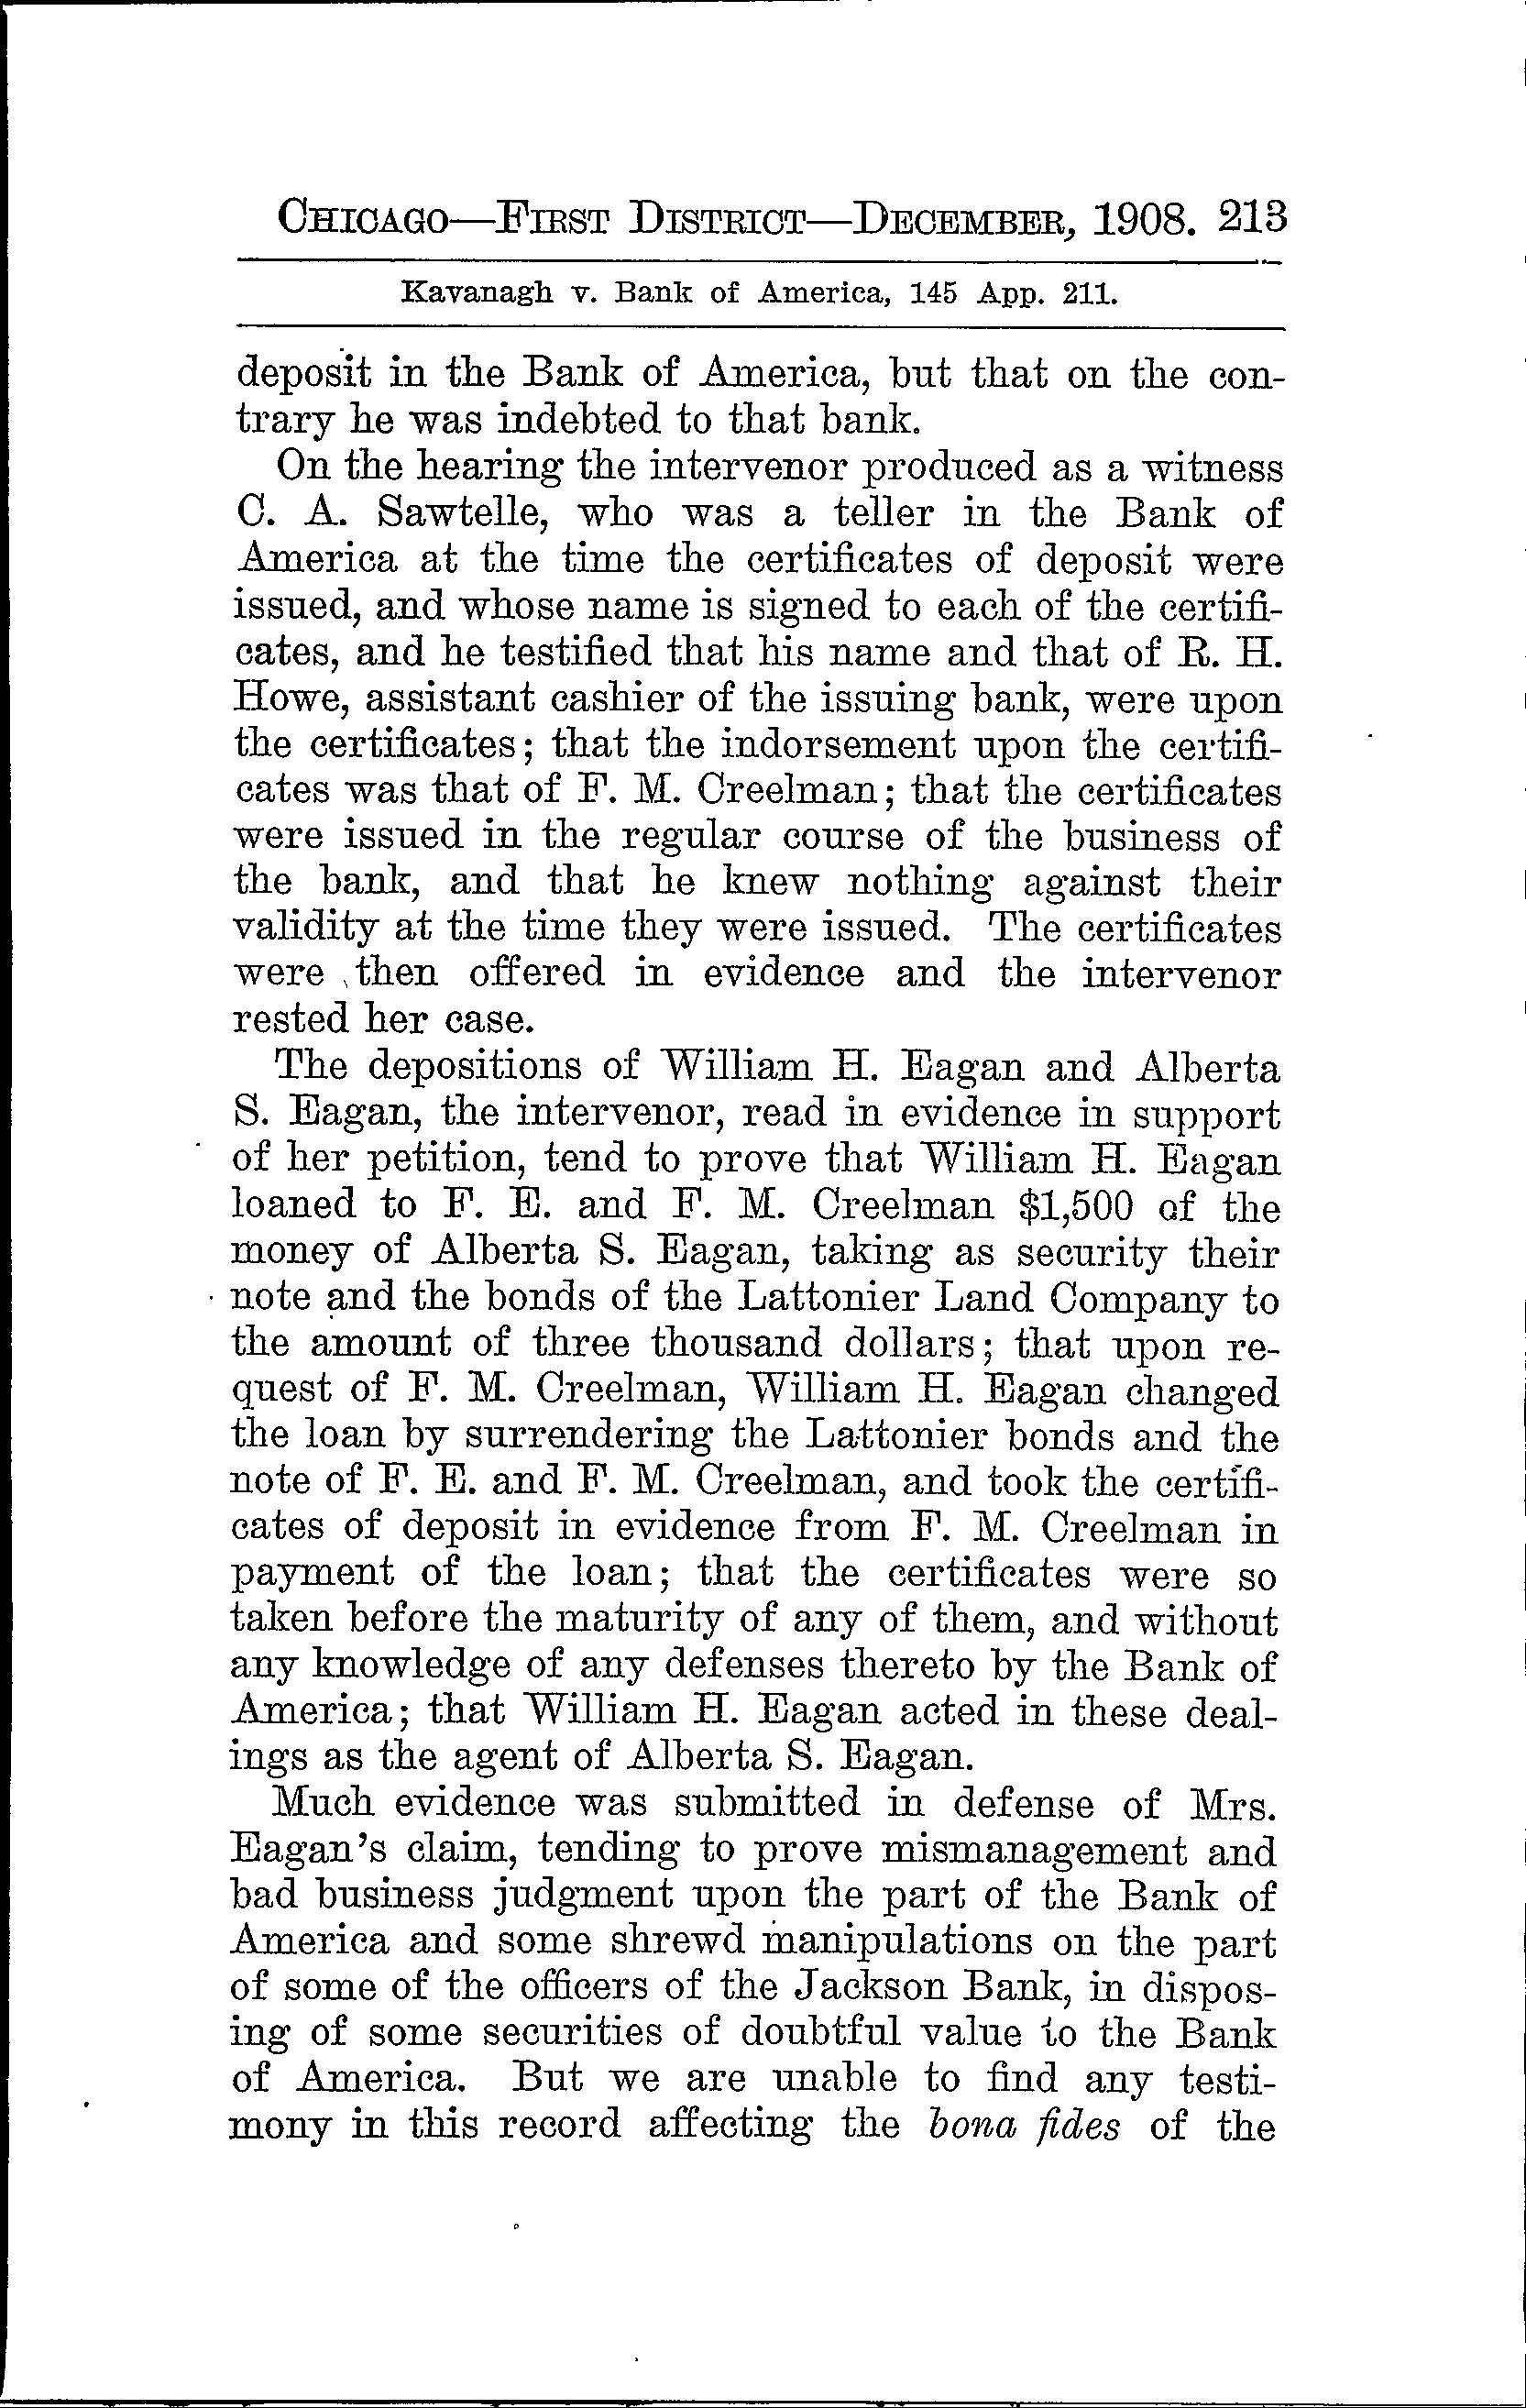 CHICAGO—FIRST DISTRICT—DECEMBER, 1908. 213
Kavanagh v. Bank of America, 145 App. 211.
deposit in the Bank of America, but that on the con-
trary he was indebted to that bank.
On the hearing the intervenor produced as a witness
C. A. Sawtelle, who was a teller in the Bank of
America at the time the certificates of deposit were
issued, and whose name is signed to each of the certifi-
cates, and he testified that his name and that of R. H.
Howe, assistant cashier of the issuing bank, were upon
the certificates; that the indorsement upon the certifi-
cates was that of F. M. Creelman; that the certificates
were issued in the regular course of the business of
the bank, and that he knew nothing against their
validity at the time they were issued. The certificates
were then offered in evidence and the intervenor
rested her case.
The depositions of William H. Eagan and Alberta
S. Eagan, the intervenor, read in evidence in support
of her petition, tend to prove that William H. Eagan
loaned to F. E. and F. M. Creelman $1,500 of the
money of Alberta S. Eagan, taking as security their
note and the bonds of the Lattonier Land Company to
the amount of three thousand dollars; that upon re-
quest of F. M. Creelman, William H. Eagan changed
the loan by surrendering the Lattonier bonds and the
note of F. E. and F. M. Creelman, and took the certifi-
cates of deposit in evidence from F. M. Creelman in
payment of the loan; that the certificates were so
taken before the maturity of any of them, and without
any knowledge of any defenses thereto by the Bank of
America; that William H. Eagan acted in these deal-
ings as the agent of Alberta S. Eagan.
Much evidence was submitted in defense of Mrs.
Eagan's claim, tending to prove mismanagement and
bad business judgment upon the part of the Bank of
America and some shrewd manipulations on the part
of some of the officers of the Jackson Bank, in dispos-
ing of some securities of doubtful value to the Bank
of America. But we are unable to find any testi-
mony in this record affecting the bona fides of the